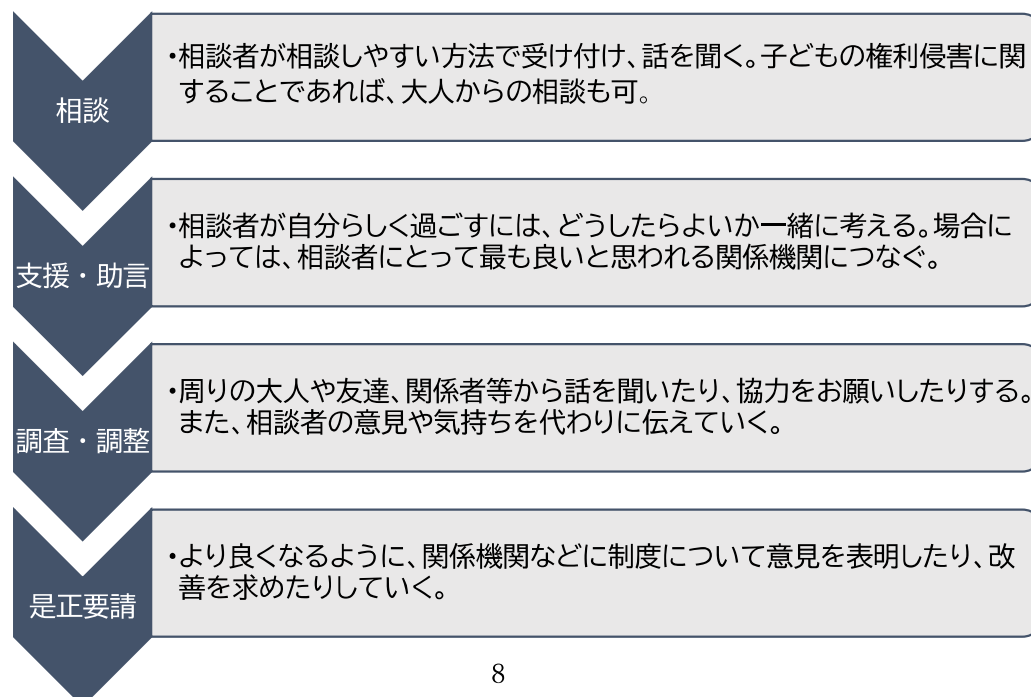 相談
・相談者が相談しやすい方法で受け付け、話を聞く。子どもの権利侵害に関
することであれば、大人からの相談も可。
支援・助言
・相談者が自分らしく過ごすには、どうしたらよいか一緒に考える。場合に
よっては、相談者にとって最も良いと思われる関係機関につなぐ。
調査・調整
・周りの大人や友達、関係者等から話を聞いたり、協力をお願いしたりする。
また、相談者の意見や気持ちを代わりに伝えていく。
是正要請
・より良くなるように、関係機関などに制度について意見を表明したり、改
善を求めたりしていく。
8